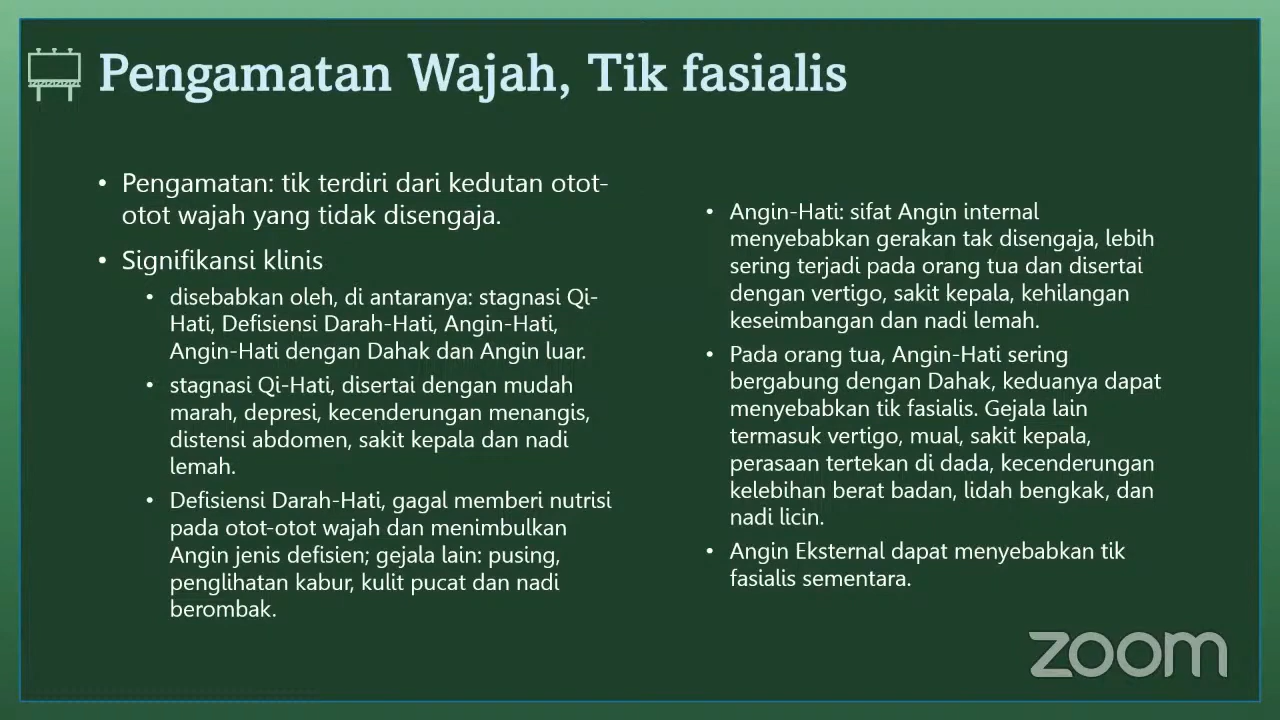 Pengamatan Wajah, Tik fasialis
• Pengamatan: tik terdiri dari kedutan otot-
otot wajah yang tidak disengaja.
• Signifikansi klinis
• disebabkan oleh, di antaranya: stagnasi Qi-
Hati, Defisiensi Darah-Hati, Angin-Hati,
Angin-Hati dengan Dahak dan Angin luar.
• stagnasi Qi-Hati, disertai dengan mudah
marah, depresi, kecenderungan menangis,
distensi abdomen, sakit kepala dan nadi
lemah.
• Defisiensi Darah-Hati, gagal memberi nutrisi
pada otot-otot wajah dan menimbulkan
Angin jenis defisien; gejala lain: pusing,
penglihatan kabur, kulit pucat dan nadi
berombak.
• Angin-Hati: sifat Angin internal
menyebabkan gerakan tak disengaja, lebih
sering terjadi pada orang tua dan disertai
dengan vertigo, sakit kepala, kehilangan
keseimbangan dan nadi lemah.
• Pada orang tua, Angin-Hati sering
bergabung dengan Dahak, keduanya dapat
menyebabkan tik fasialis. Gejala lain
termasuk vertigo, mual, sakit kepala,
perasaan tertekan di dada, kecenderungan
kelebihan berat badan, lidah bengkak, dan
nadi licin.
• Angin Eksternal dapat menyebabkan tik
fasialis sementara.
zoom